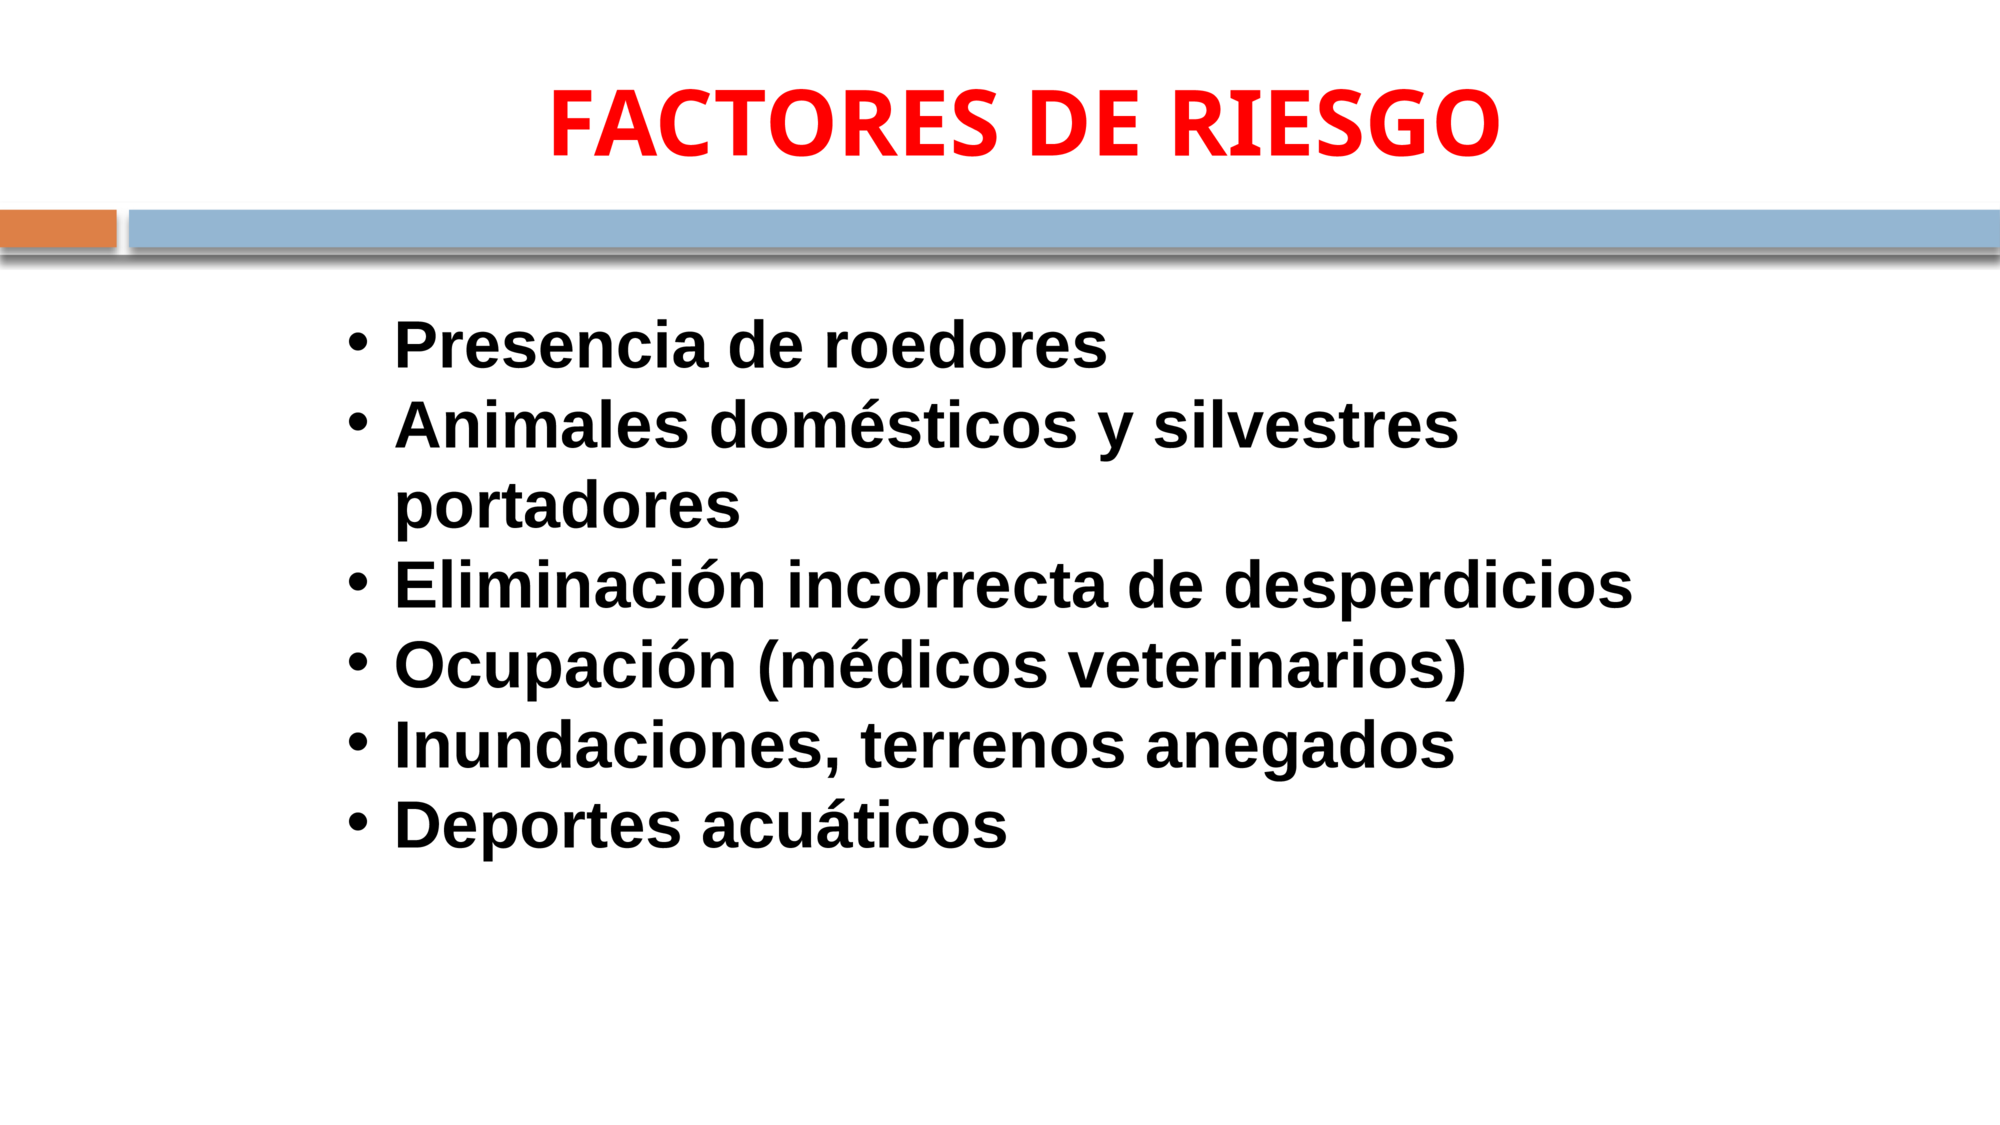 FACTORES DE RIESGO
• Presencia de roedores
• Animales domésticos y silvestres
portadores
• Eliminación incorrecta de desperdicios
• Ocupación (médicos veterinarios)
• Inundaciones, terrenos anegados
• Deportes acuáticos